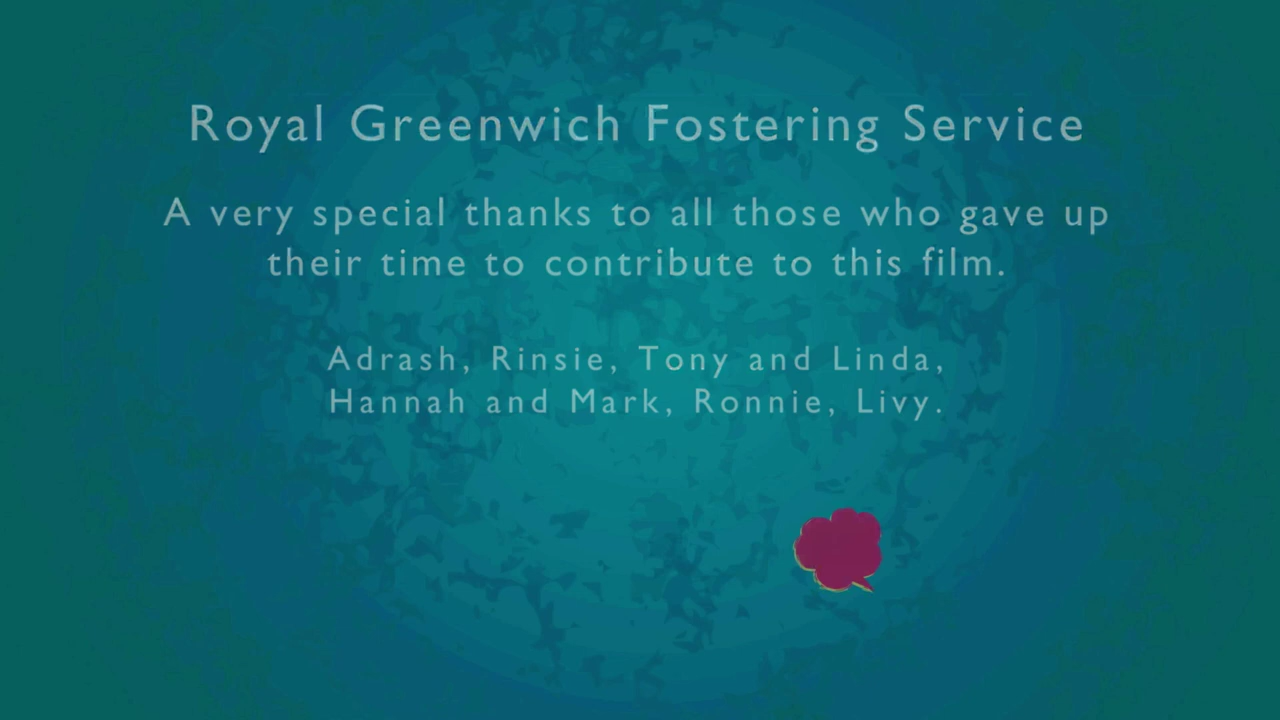 Royal Greenwich Fostering Service
A very special thanks to all those who gave up
their time to contribute to this film.
Adrash, Rinsie, Tony and Linda,
Hannah and Mark, Ronnie, Livy.